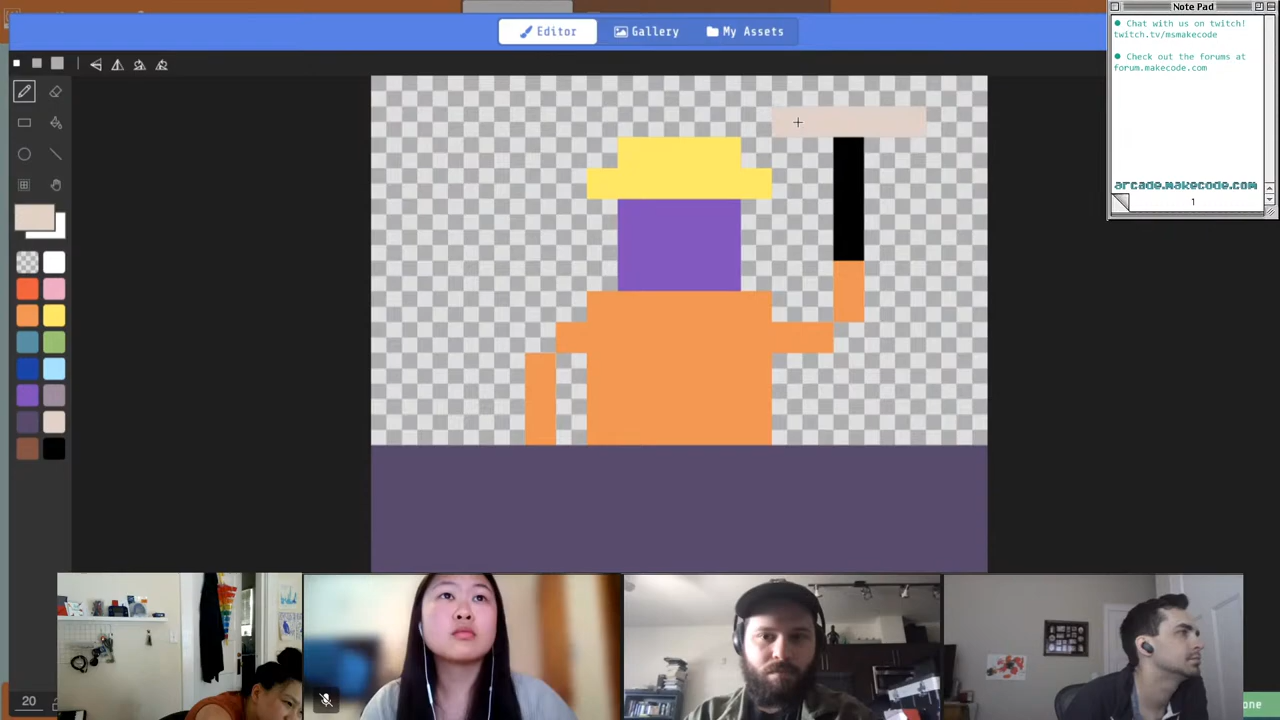 Note Pad
Editor
Gallery
My Assets
● Chat with us on twitch!
twitch.tv/msmakecode
● Check out the forums at
forum.makecode.com
arcade.makecode.com
1
20
one